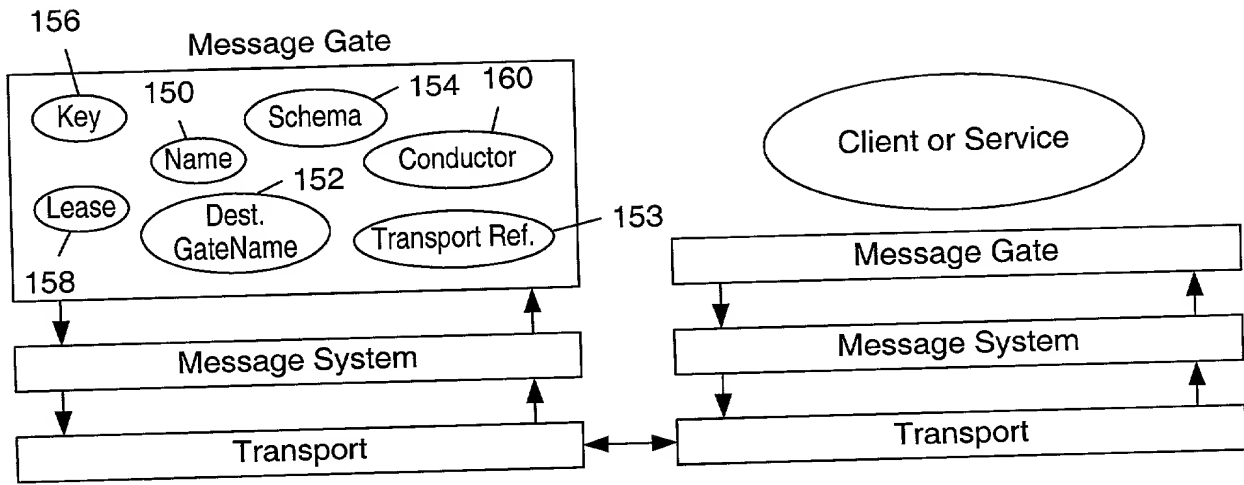 156
Message Gate
150
154
160
Key
Schema
Name
Conductor
152
Lease
Dest.
GateName
Transport Ref.
153
158
Message System
Transport
Client or Service
Message Gate
Message System
Transport